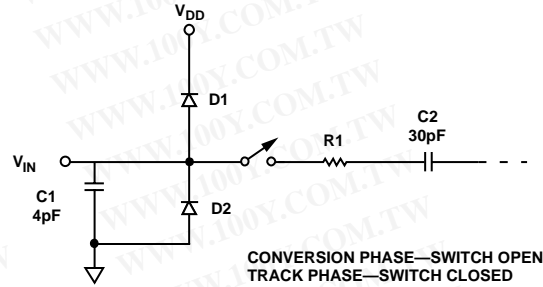 VDD
D1
R1
C2
30pF
VIN
C1
4pF
D2
CONVERSION PHASE—SWITCH OPEN
TRACK PHASE—SWITCH CLOSED
WWW.100Y.COM.TW